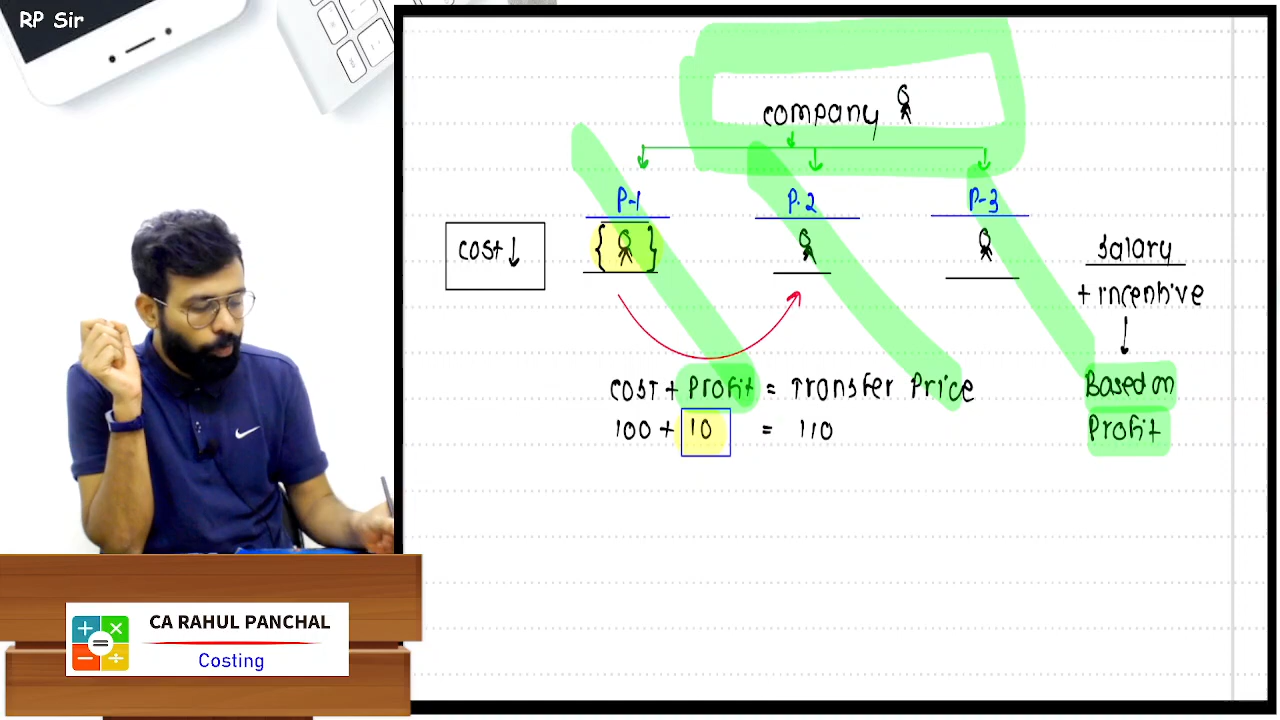 RP Sir
company
P-1 P-2 P-3
cost↓
Salary
+ incentive
cost + Profit = Transfer Price
100 + 10 = 110
Based on
Profit
CA RAHUL PANCHAL
Costing